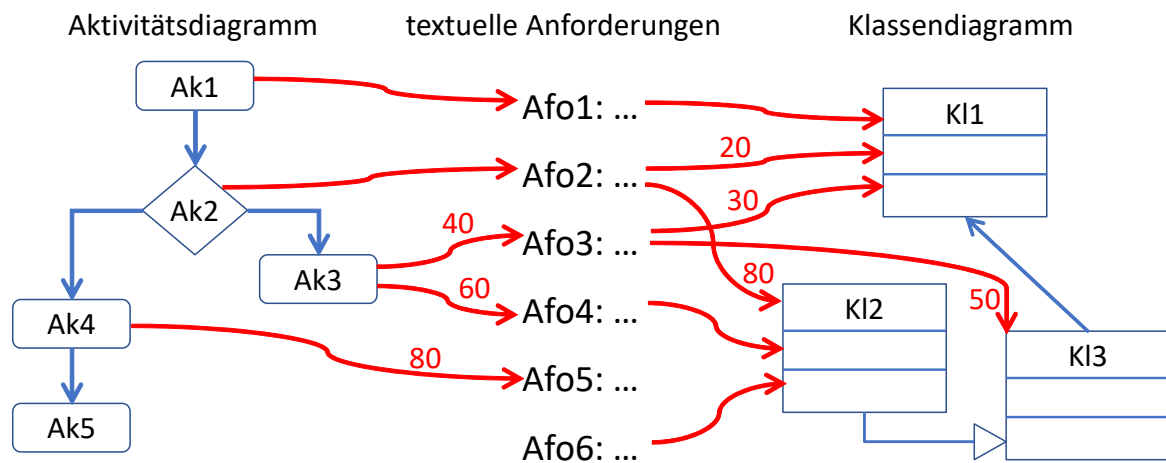 Aktivitätsdiagramm
textuelle Anforderungen
Klassendiagramm
Ak1
Ak2
Ak3
Ak4
Ak5
40
60
80
Afo1: ...
Afo2: ...
Afo3: ...
Afo4: ...
Afo5: ...
Afo6: ...
20
30
80
50
Kl1
Kl2
Kl3